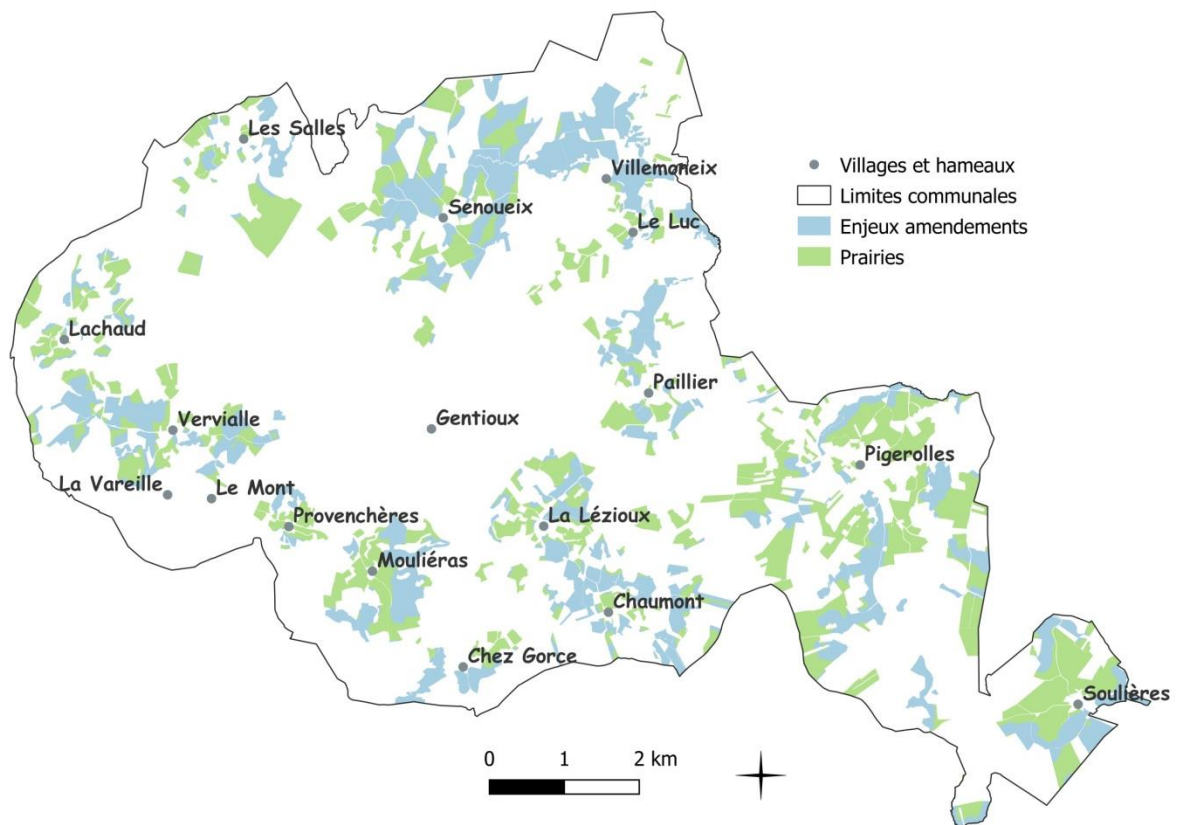 Les Salles
Villemoneix
Senoueix
Le Luc
Villages et hameaux
Limites communales
Enjeux amendements
Prairies
Lachaud
Paillier
Vervialle
Gentioux
Pigerolles
La Vareille
Le Mont
Provenchères
La Lézioux
Mouliéras
Chaumont
Chez Gorce
Soulières
0 1 2 km